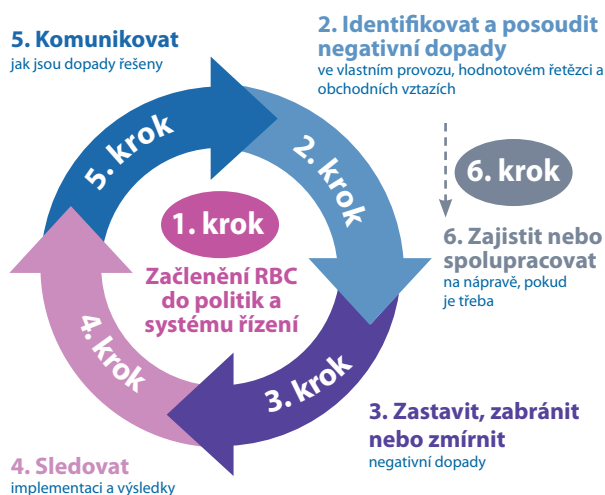 5. Komunikovat
jak jsou dopady řešeny
2. Identifikovat a posoudit
negativní dopady
ve vlastním provozu, hodnotovém řetězci a
obchodních vztazích
5. krok
2. krok
6. krok
1. krok
Začlenění RBC
do politik a
systému řízení
6. Zajistit nebo
spolupracovat
na nápravě, pokud
je třeba
4. krok
3. krok
3. Zastavit, zabránit
nebo zmírnit
negativní dopady
4. Sledovat
implementaci a výsledky